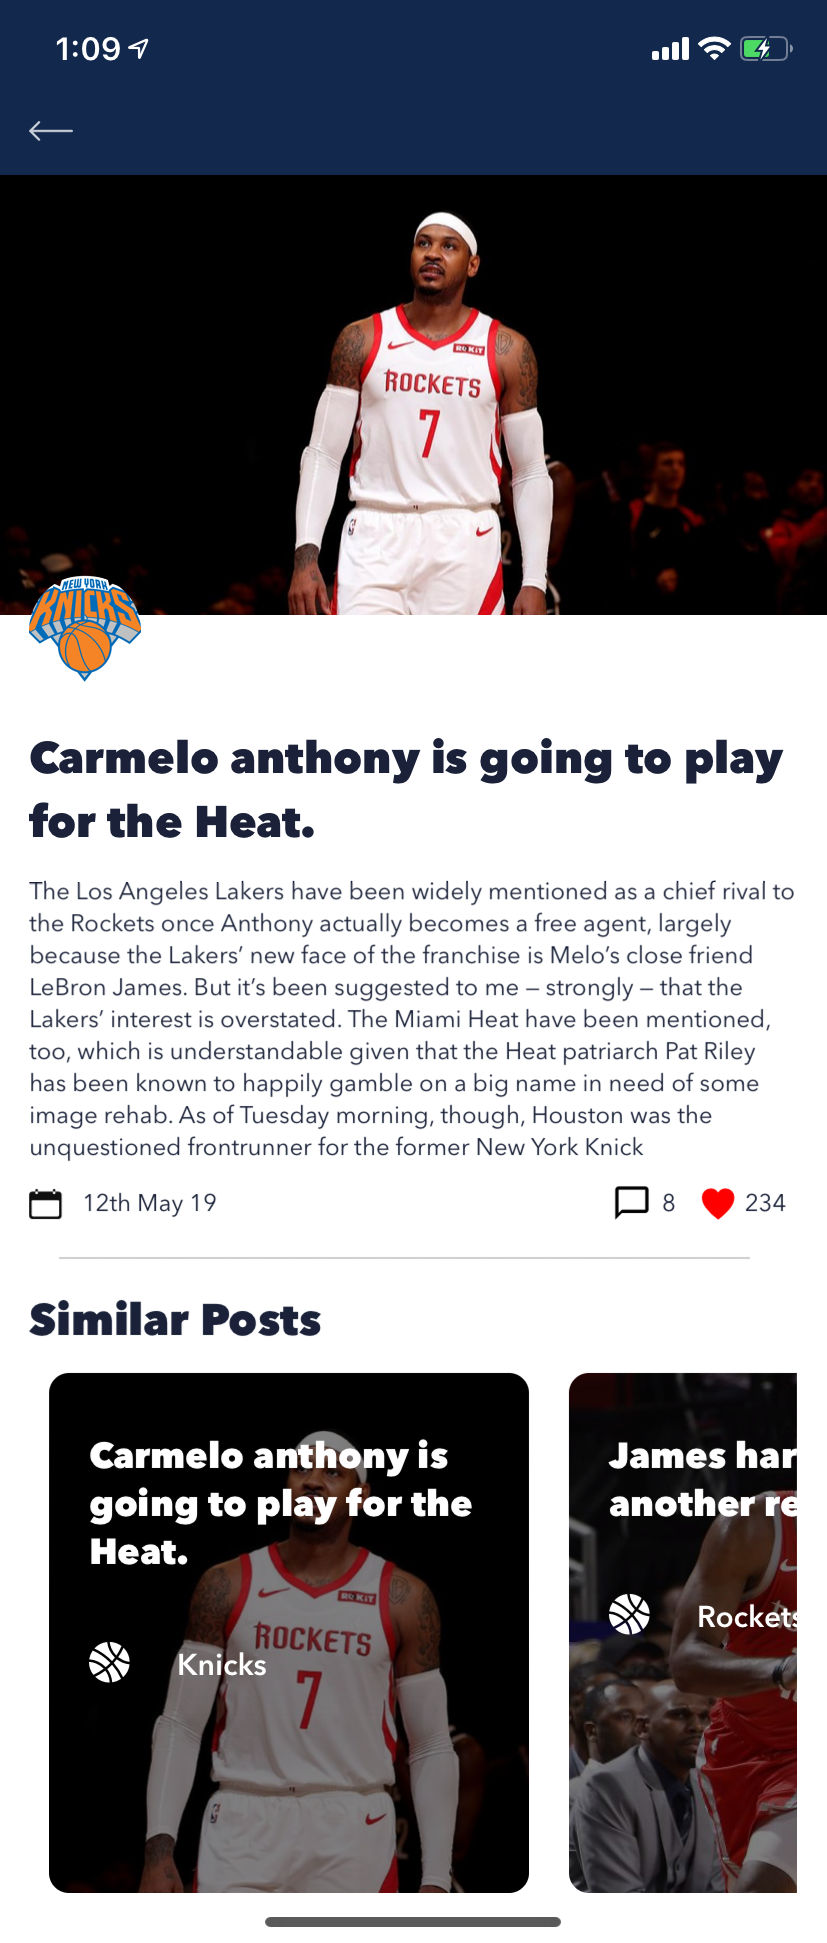 1:09
ROKIT
ROCKETS
7
NEW YORK
KNICKS
Carmelo anthony is going to play
for the Heat.
The Los Angeles Lakers have been widely mentioned as a chief rival to
the Rockets once Anthony actually becomes a free agent, largely
because the Lakers’ new face of the franchise is Melo’s close friend
LeBron James. But it’s been suggested to me – strongly – that the
Lakers’ interest is overstated. The Miami Heat have been mentioned,
too, which is understandable given that the Heat patriarch Pat Riley
has been known to happily gamble on a big name in need of some
image rehab. As of Tuesday morning, though, Houston was the
unquestioned frontrunner for the former New York Knick
12th May 19 8 234
Similar Posts
Carmelo anthony is
going to play for the
Heat.
ROKIT
ROCKETS
Knicks
7
James har
another re
Rockets